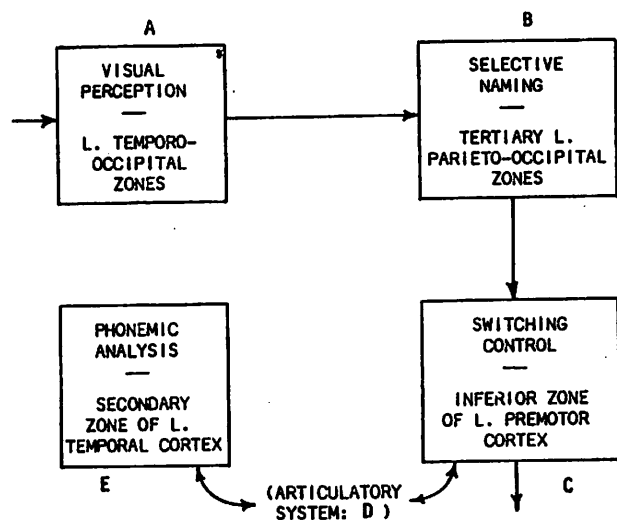 A
VISUAL
PERCEPTION
—
L. TEMPORO-
OCCIPITAL
ZONES
B
SELECTIVE
NAMING
—
TERTIARY L.
PARIETO-OCCIPITAL
ZONES
PHONEMIC
ANALYSIS
—
SECONDARY
ZONE OF L.
TEMPORAL CORTEX
E
SWITCHING
CONTROL
—
INFERIOR ZONE
OF L. PREMOTOR
CORTEX
C
(ARTICULATORY
SYSTEM: D )